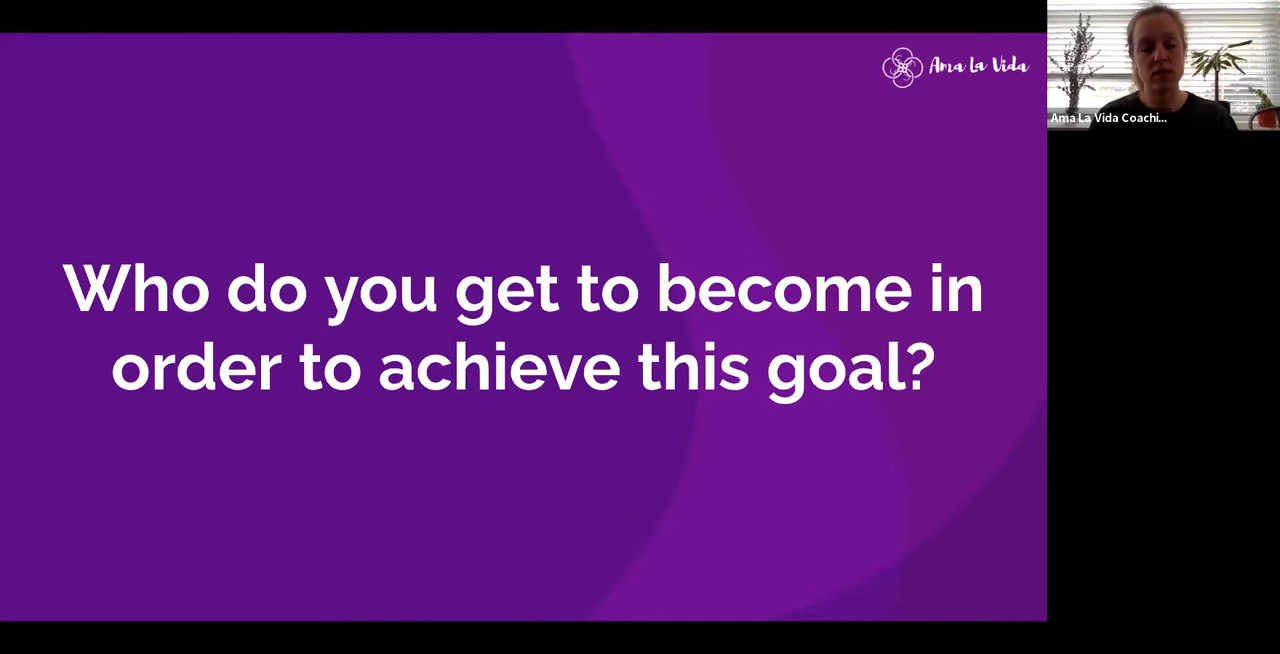 Ama La Vida
Ama La Vida Coachi...
Who do you get to become in
order to achieve this goal?